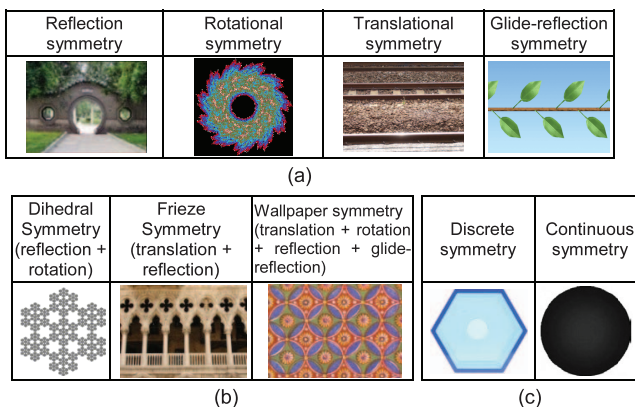 Reflection
symmetry
Rotational
symmetry
Translational
symmetry
Glide-reflection
symmetry
(a)
Dihedral
Symmetry
(reflection +
rotation)
Frieze
Symmetry
(translation +
reflection)
Wallpaper symmetry
(translation + rotation
+ reflection + glide-
reflection)
(b)
Discrete
symmetry
Continuous
symmetry
(c)